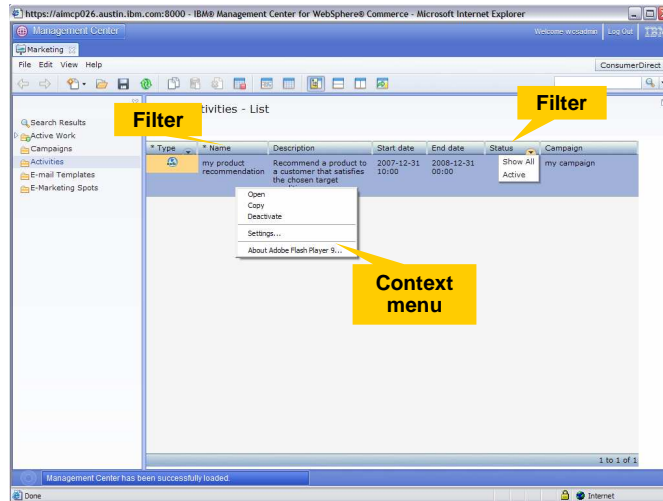 https://aimcp026.austin.ibm.com:8000 - IBM® Management Center for WebSphere® Commerce - Microsoft Internet Explorer
Management Center
Welcome wcsadmin
Log Out
IBM
Marketing
File Edit View Help
ConsumerDirect
Activities - List
Filter
Filter
Search Results
Active Work
Campaigns
Activities
E-mail Templates
E-Marketing Spots
* Type * Name Description Start date End date Status Campaign
my product recommendation
Recommend a product to a customer that satisfies the chosen target
2007-12-31 10:00
2008-12-31 00:00
Show All
Active
my campaign
Open
Copy
Deactivate
Settings...
About Adobe Flash Player 9...
Context
menu
1 to 1 of 1
Management Center has been successfully loaded.
Done
Internet